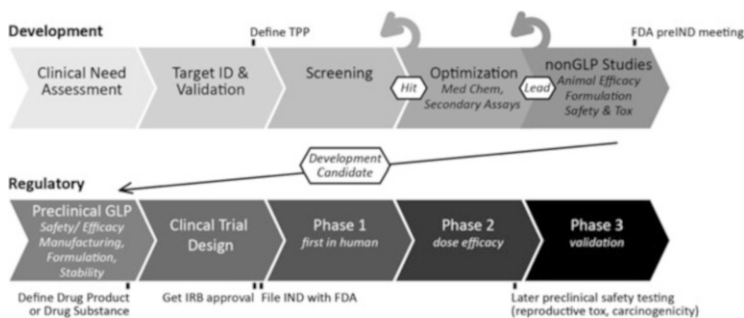 Development
Define TPP
FDA preIND meeting
Clinical Need
Assessment
Target ID &
Validation
Screening
Hit
Optimization
Med Chem,
Secondary Assays
Lead
nonGLP Studies
Animal Efficacy
Formulation
Safety & Tox
Development
Candidate
Regulatory
Preclinical GLP
Safety/ Efficacy
Manufacturing,
Formulation,
Stability
Clincal Trial
Design
Phase 1
first in human
Phase 2
dose efficacy
Phase 3
validation
Define Drug Product
or Drug Substance
Get IRB approval
File IND with FDA
Later preclinical safety testing
(reproductive tox, carcinogenicity)